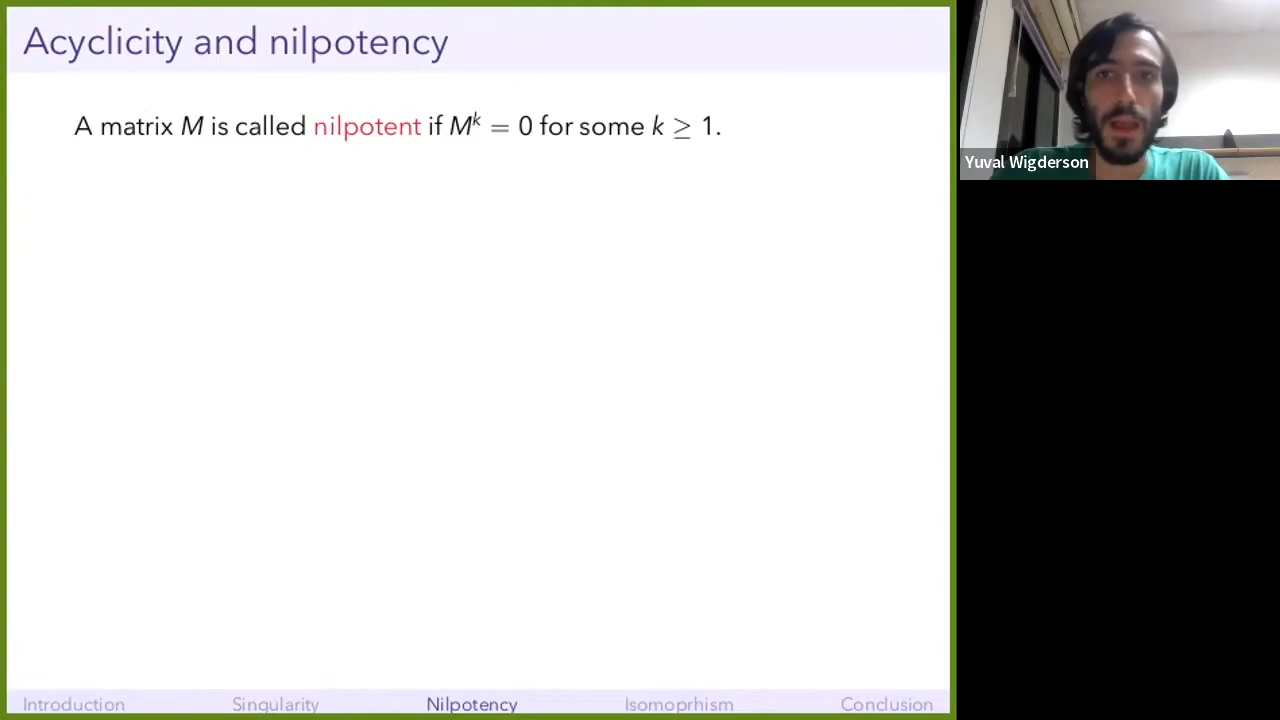 Acyclicity and nilpotency
A matrix M is called nilpotent if Mᵏ = 0 for some k ≥ 1.
Yuval Wigderson
Introduction Singularity Nilpotency Isomoprhism Conclusion